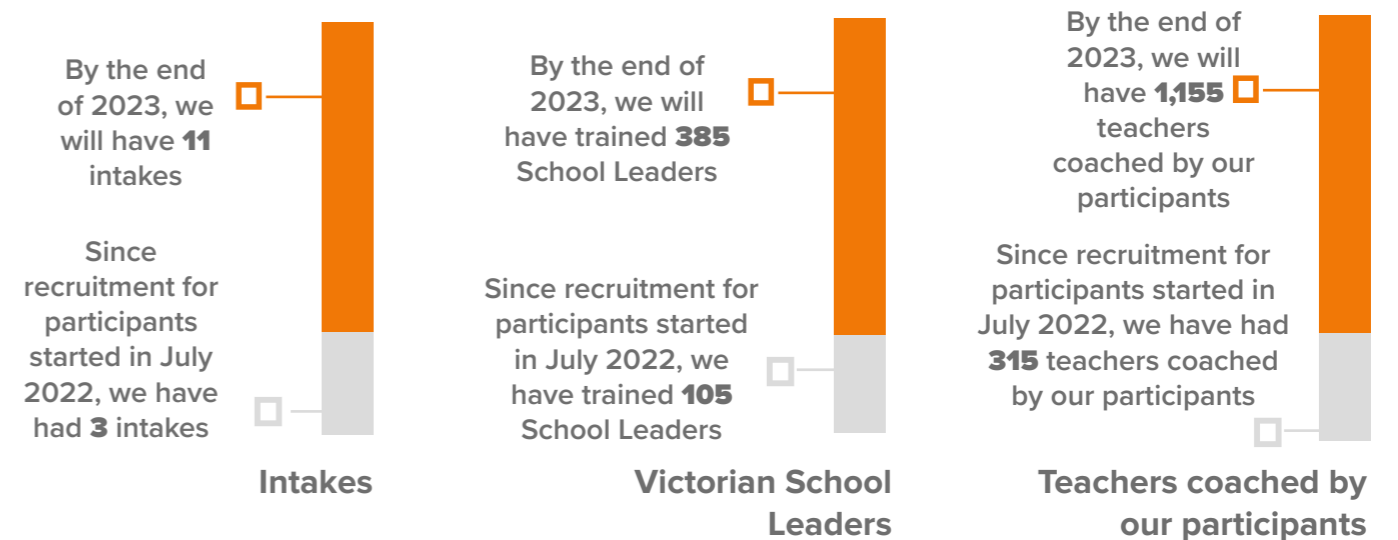 By the end
of 2023, we
will have 11
intakes
Since
recruitment for
participants
started in July
2022, we have
had 3 intakes
Intakes
By the end of
2023, we will
have trained 385
School Leaders
Since recruitment for
participants started
in July 2022, we
have trained 105
School Leaders
Victorian School
Leaders
By the end of
2023, we will
have 1,155
teachers
coached by our
participants
Since recruitment for
participants started in
July 2022, we have had
315 teachers coached
by our participants
Teachers coached by
our participants